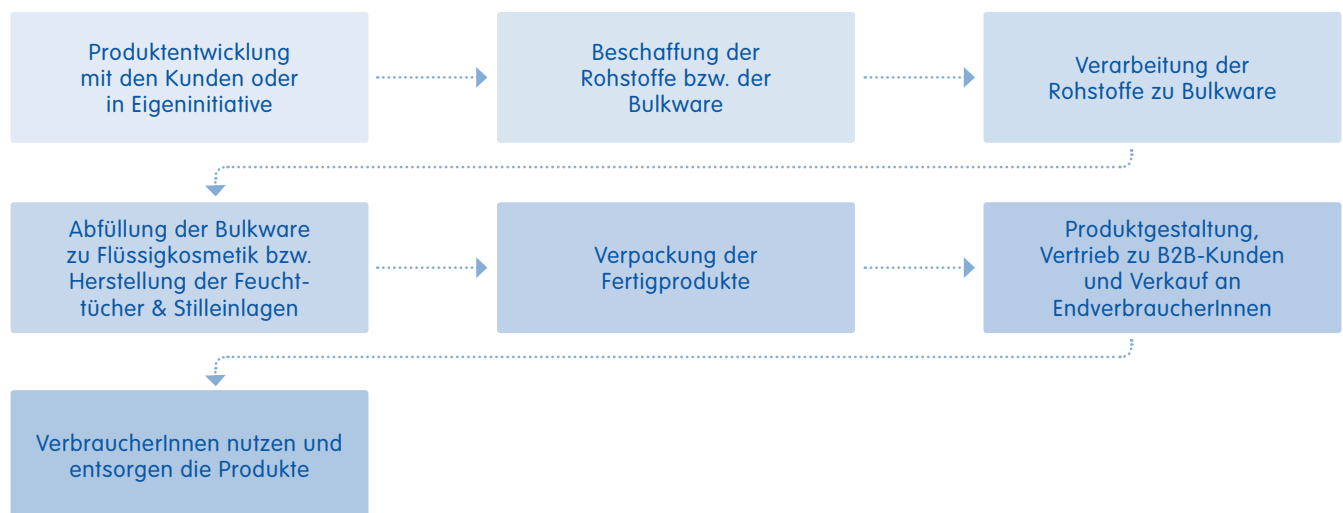 Produktentwicklung
mit den Kunden oder
in Eigeninitiative
Beschaffung der
Rohstoffe bzw. der
Bulkware
Verarbeitung der
Rohstoffe zu Bulkware
Abfüllung der Bulkware
zu Flüssigkosmetik bzw.
Herstellung der Feucht-
tücher & Stilleinlagen
Verpackung der
Fertigprodukte
Produktgestaltung,
Vertrieb zu B2B-Kunden
und Verkauf an
EndverbraucherInnen
VerbraucherInnen nutzen und
entsorgen die Produkte